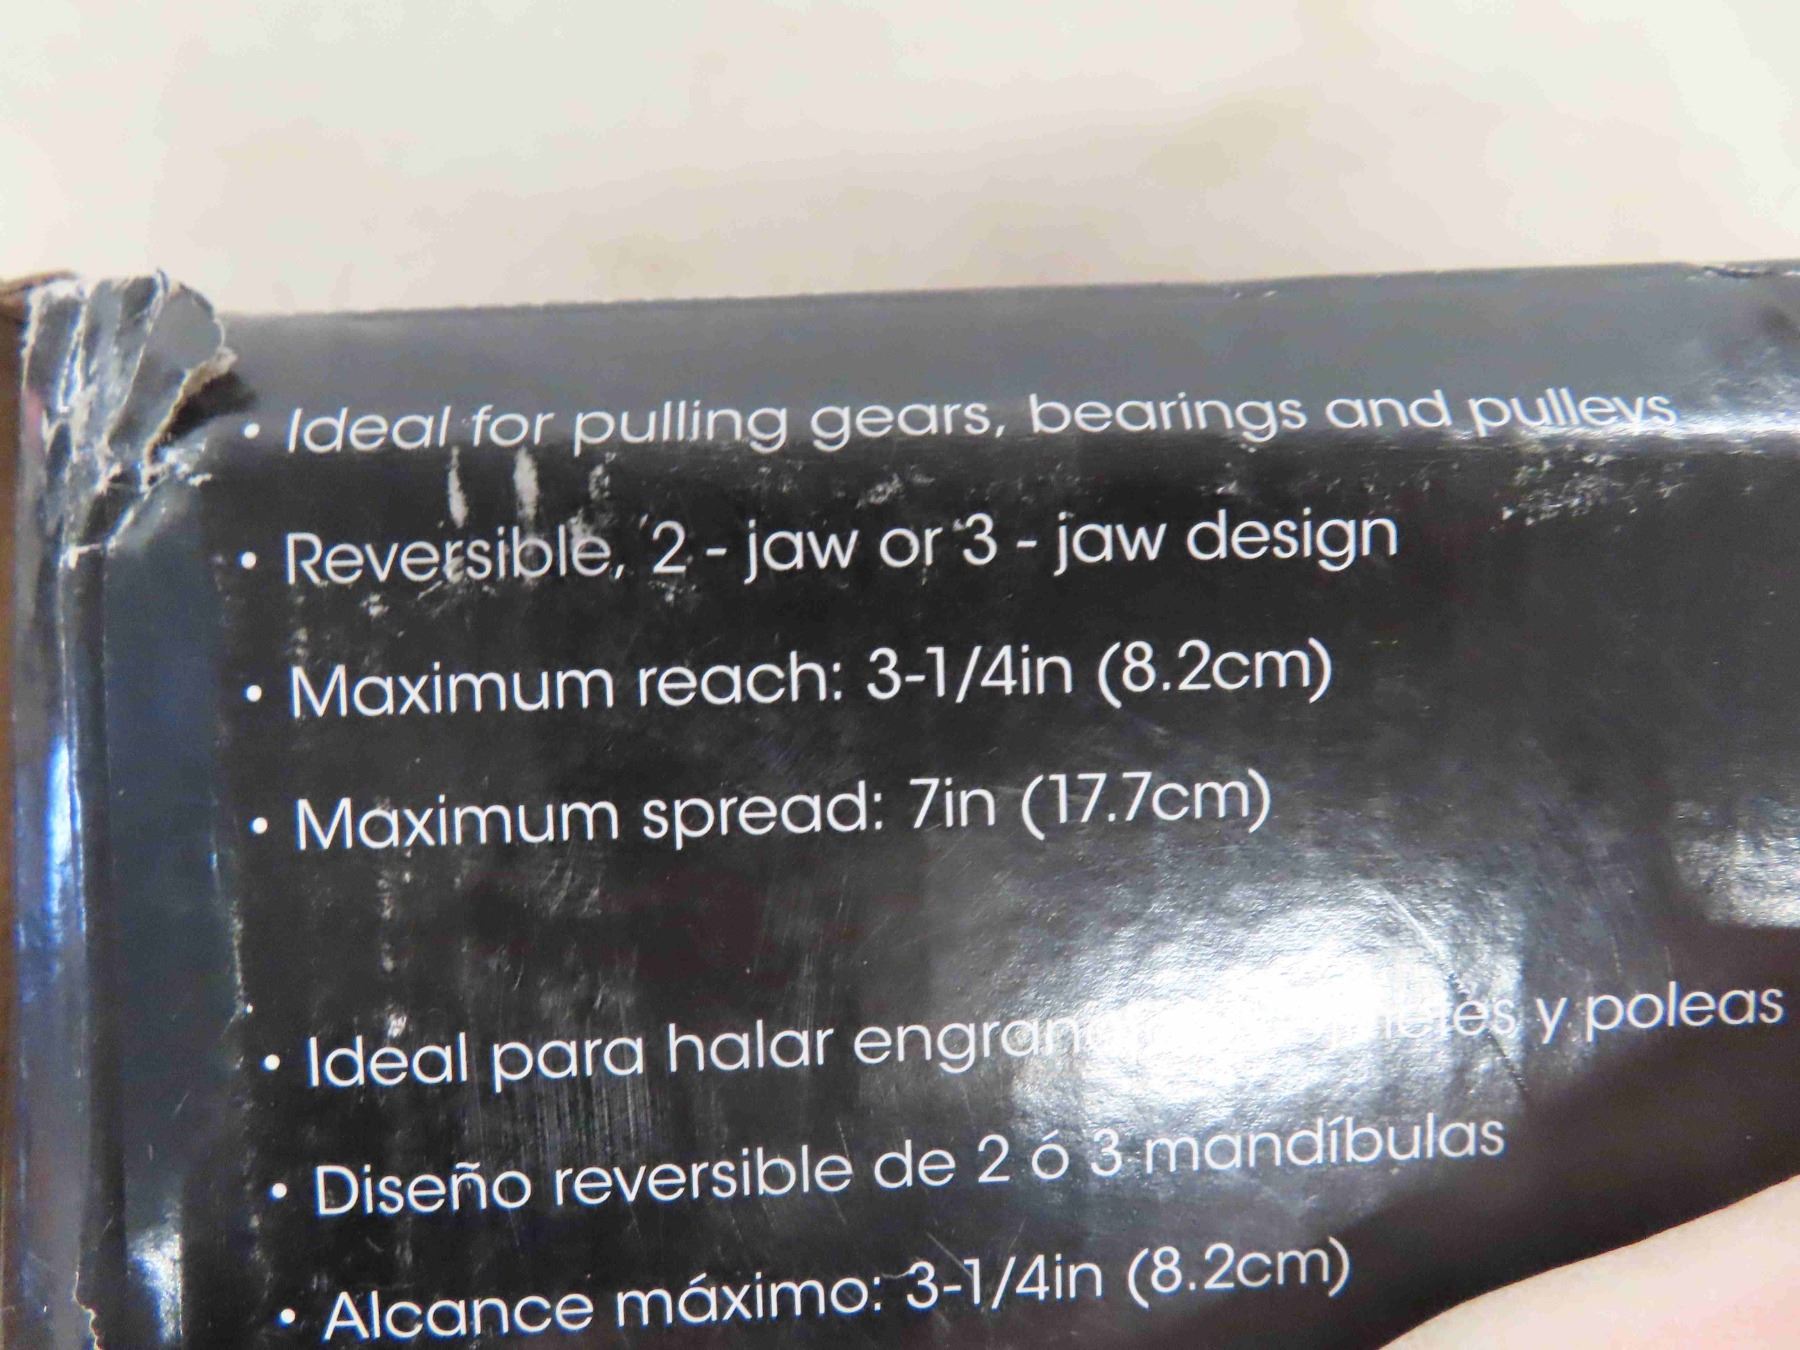 • Ideal for pulling gears, bearings and pulleys
• Reversible, 2 - jaw or 3 - jaw design
• Maximum reach: 3-1/4in (8.2cm)
• Maximum spread: 7in (17.7cm)
• Ideal para halar y poleas
• Diseño reversible de 2 ó 3 mandíbulas
• Alcance máximo: 3-1/4in (8.2cm)